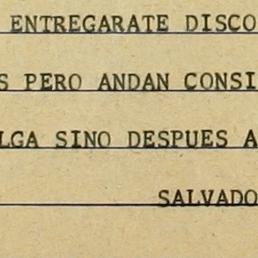 ENTREGARATE DISCO
S PERO ANDAN CONSI
LGA SINO DESPUES A
SALVADO